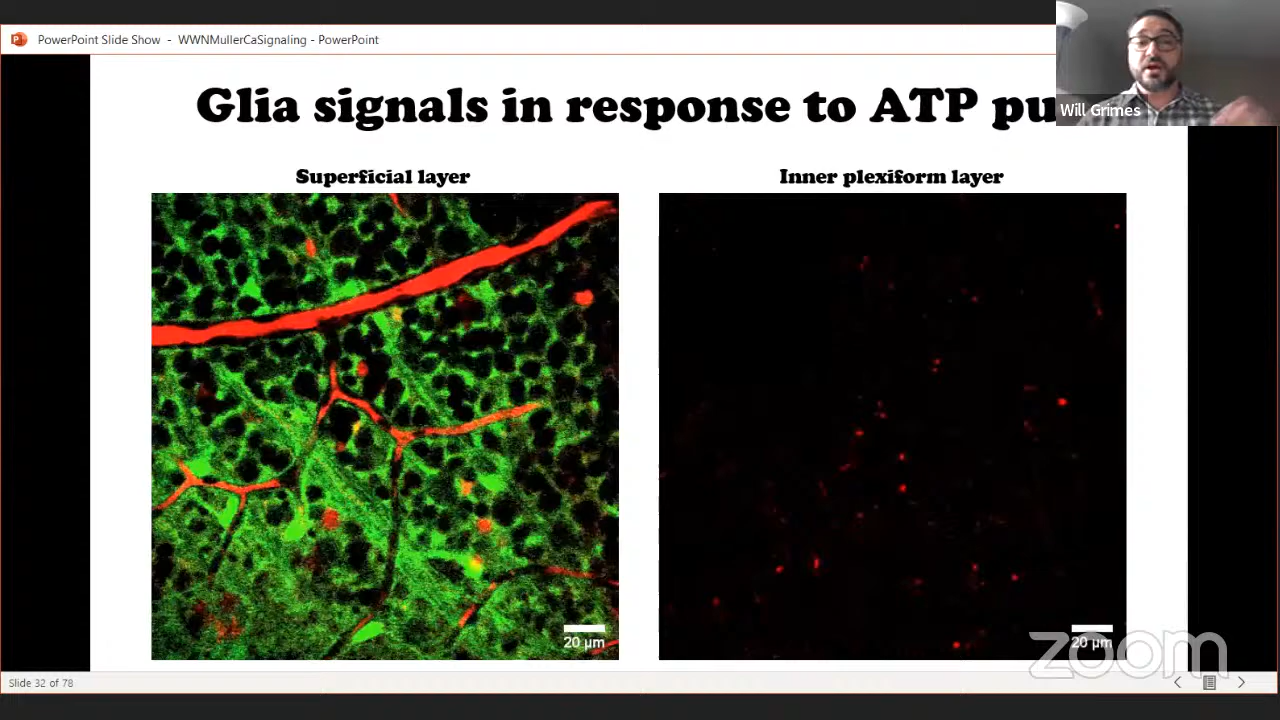 PowerPoint Slide Show - WWNMullerCaSignaling - PowerPoint
Glia signals in response to ATP pu
Will Grimes
Superficial layer
Inner plexiform layer
20 µm
20 µm
zoom
Slide 32 of 78